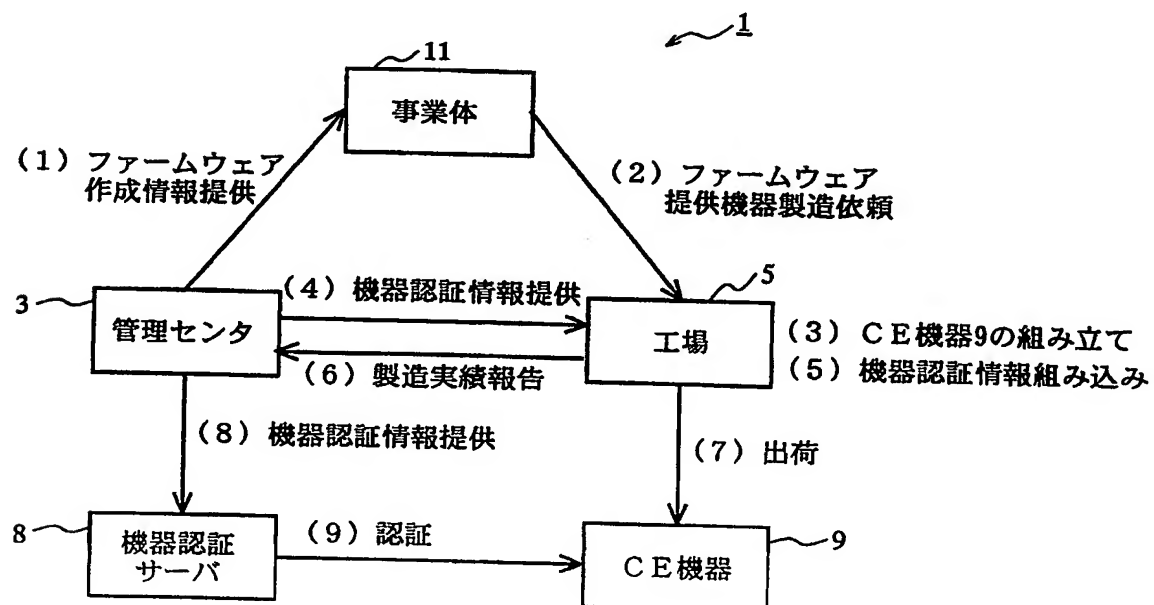 1
11
事業体
(1) ファームウェア
作成情報提供
(2) ファームウェア
提供機器製造依頼
3
管理センタ
(4) 機器認証情報提供
5
工場
(3) CE機器9の組み立て
(5) 機器認証情報組み込み
(6) 製造実績報告
(8) 機器認証情報提供
(7) 出荷
8
機器認証
サーバ
(9) 認証
CE機器
9